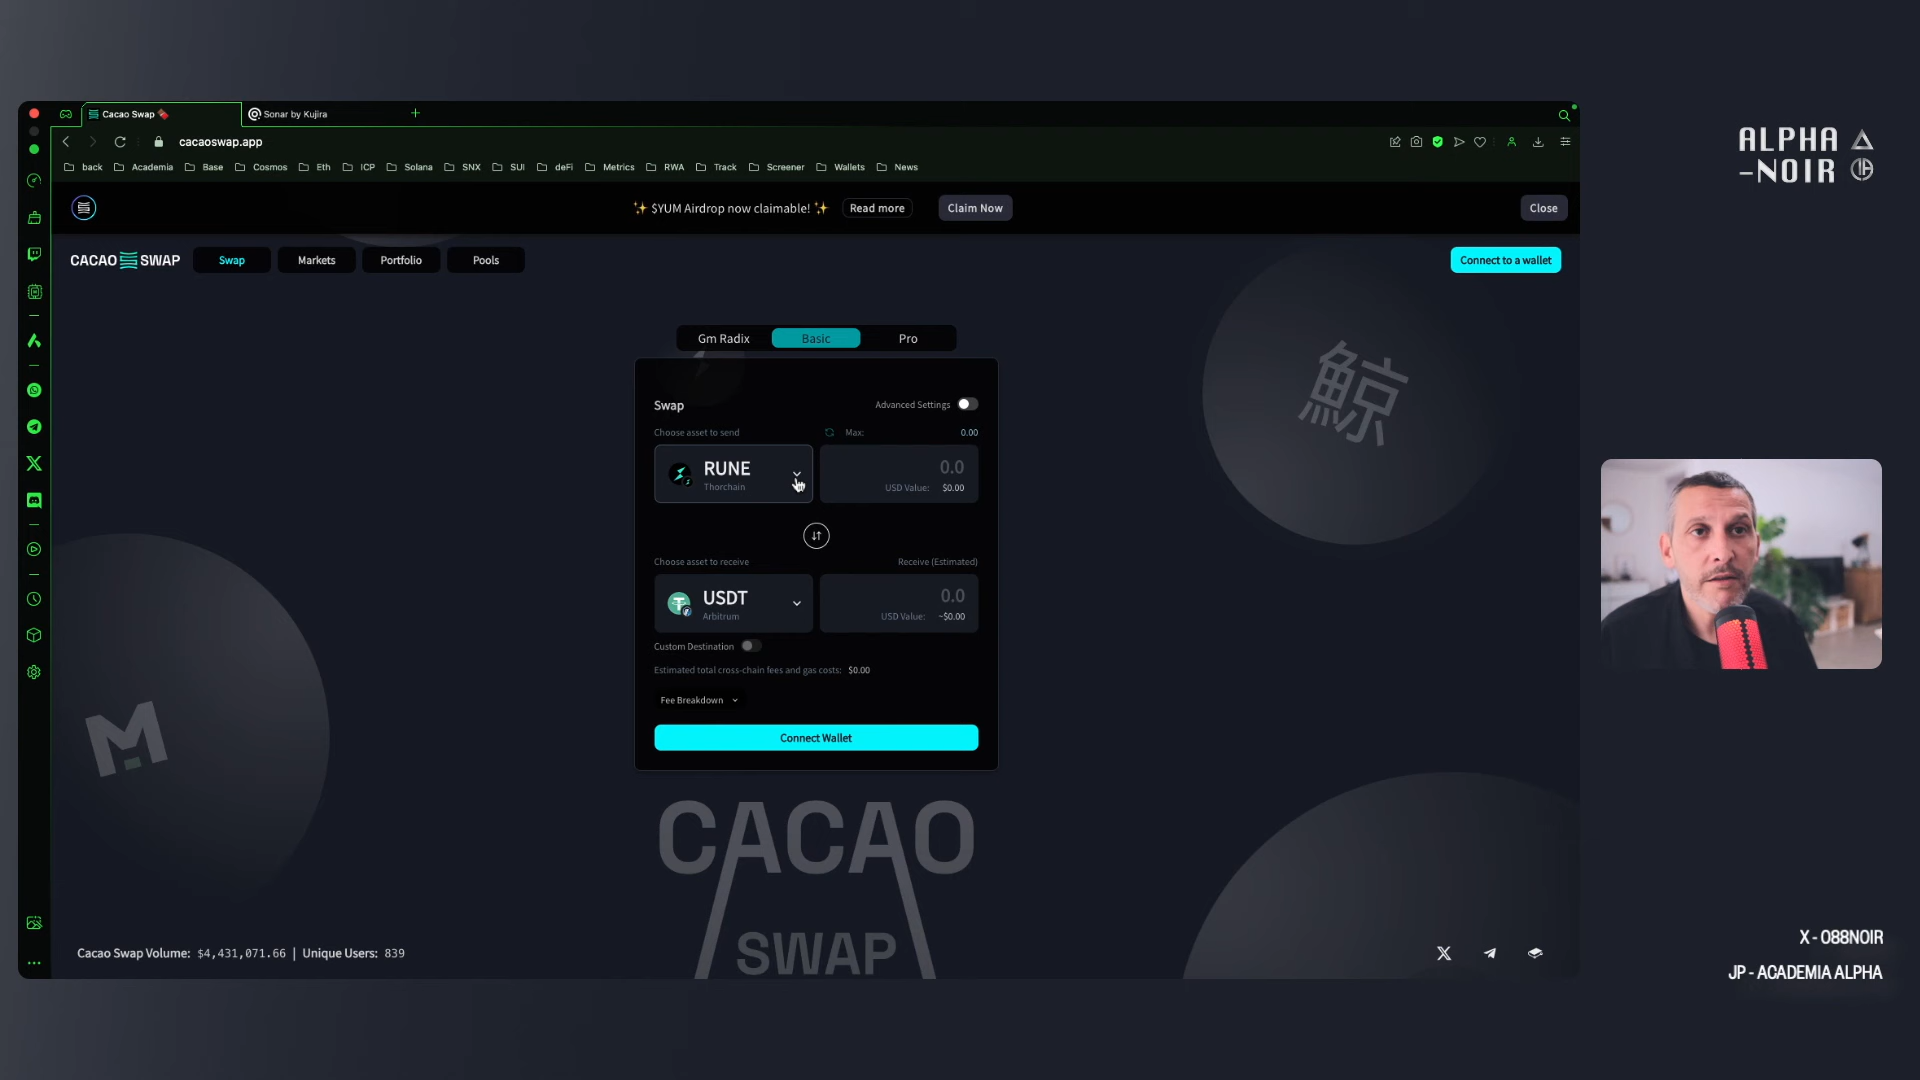 Cacao Swap
Sonar by Kujira
cacaoswap.app
back Academia Base Cosmos Eth ICP Solana SNX SUI deFi Metrics RWA Track Screener Wallets News
ALPHA
-NOIR
✨ $YUM Airdrop now claimable! ✨ Read more Claim Now Close
CACAO SWAP Swap Markets Portfolio Pools Connect to a wallet
Gm Radix Basic Pro
Swap Advanced Settings
Choose asset to send Max: 0.00
RUNE 0.0
Thorchain USD Value: $0.00
Choose asset to receive Receive (Estimated)
USDT 0.0
Arbitrum USD Value: ~$0.00
Custom Destination
Estimated total cross-chain fees and gas costs: $0.00
Fee Breakdown
Connect Wallet
鯨
M
CACAO
SWAP
Cacao Swap Volume: $4,431,071.66 | Unique Users: 839
X - 088NOIR
JP - ACADEMIA ALPHA